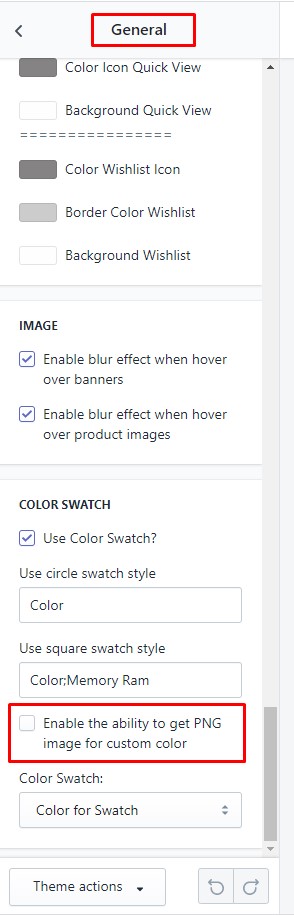 General
Color Icon Quick View
Background Quick View
================
Color Wishlist Icon
Border Color Wishlist
Background Wishlist
IMAGE
Enable blur effect when hover
over banners
Enable blur effect when hover
over product images
COLOR SWATCH
Use Color Swatch?
Use circle swatch style
Color
Use square swatch style
Color;Memory Ram
Enable the ability to get PNG
image for custom color
Color Swatch:
Color for Swatch
Theme actions